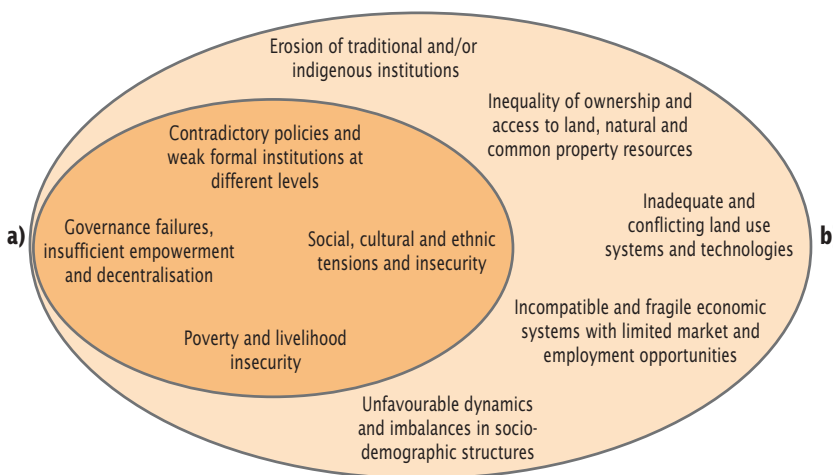 Erosion of traditional and/or
indigenous institutions
Inequality of ownership and
access to land, natural and
common property resources
Contradictory policies and
weak formal institutions at
different levels
Inadequate and
conflicting land use
systems and technologies
a)
Governance failures,
insufficient empowerment
and decentralisation
Social, cultural and ethnic
tensions and insecurity
b
Incompatible and fragile economic
systems with limited market and
employment opportunities
Poverty and livelihood
insecurity
Unfavourable dynamics
and imbalances in socio-
demographic structures